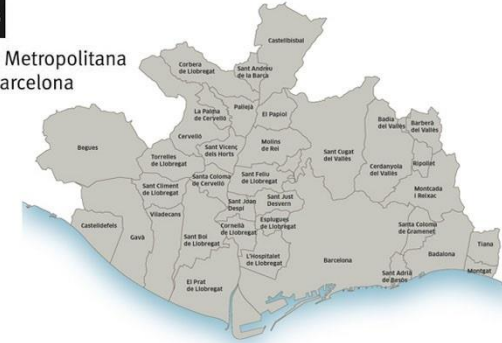 Metropolitana
arcelona
Castellbisbal
Corbera
de Llobregat
Sant Andreu
de la Barca
La Palma
de Cervelló
Pallejà
El Papiol
Cervelló
Sant Vicenç
dels Horts
Molins
de Rei
Begues
Torrelles
de Llobregat
Sant Cugat
del Vallès
Badia
del Vallès
Barberà
del Vallès
Cerdanyola
del Vallès
Ripollet
Santa Coloma
de Cervelló
Sant Feliu
de Llobregat
Sant Climent
de Llobregat
Montcada
i Reixac
Sant Joan
Despí
Sant Just
Desvern
Viladecans
Castelldefels
Gavà
Sant Boi
de Llobregat
Cornellà
de Llobregat
Esplugues
de Llobregat
Santa Coloma
de Gramenet
Tiana
L'Hospitalet
de Llobregat
Barcelona
Badalona
Sant Adrià
de Besòs
Montgat
El Prat
de Llobregat